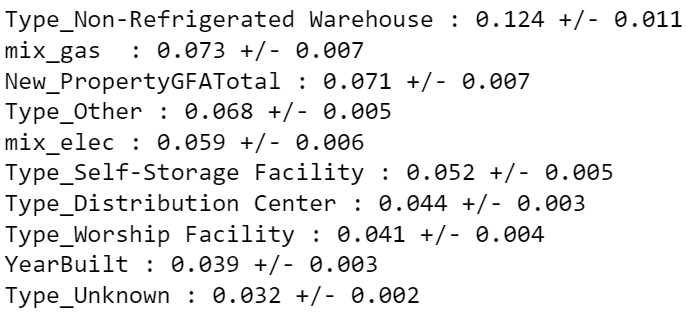 Type_Non-Refrigerated Warehouse : 0.124 +/- 0.011
mix_gas  : 0.073 +/- 0.007
New_PropertyGFATotal : 0.071 +/- 0.007
Type_Other : 0.068 +/- 0.005
mix_elec : 0.059 +/- 0.006
Type_Self-Storage Facility : 0.052 +/- 0.005
Type_Distribution Center : 0.044 +/- 0.003
Type_Worship Facility : 0.041 +/- 0.004
YearBuilt : 0.039 +/- 0.003
Type_Unknown : 0.032 +/- 0.002